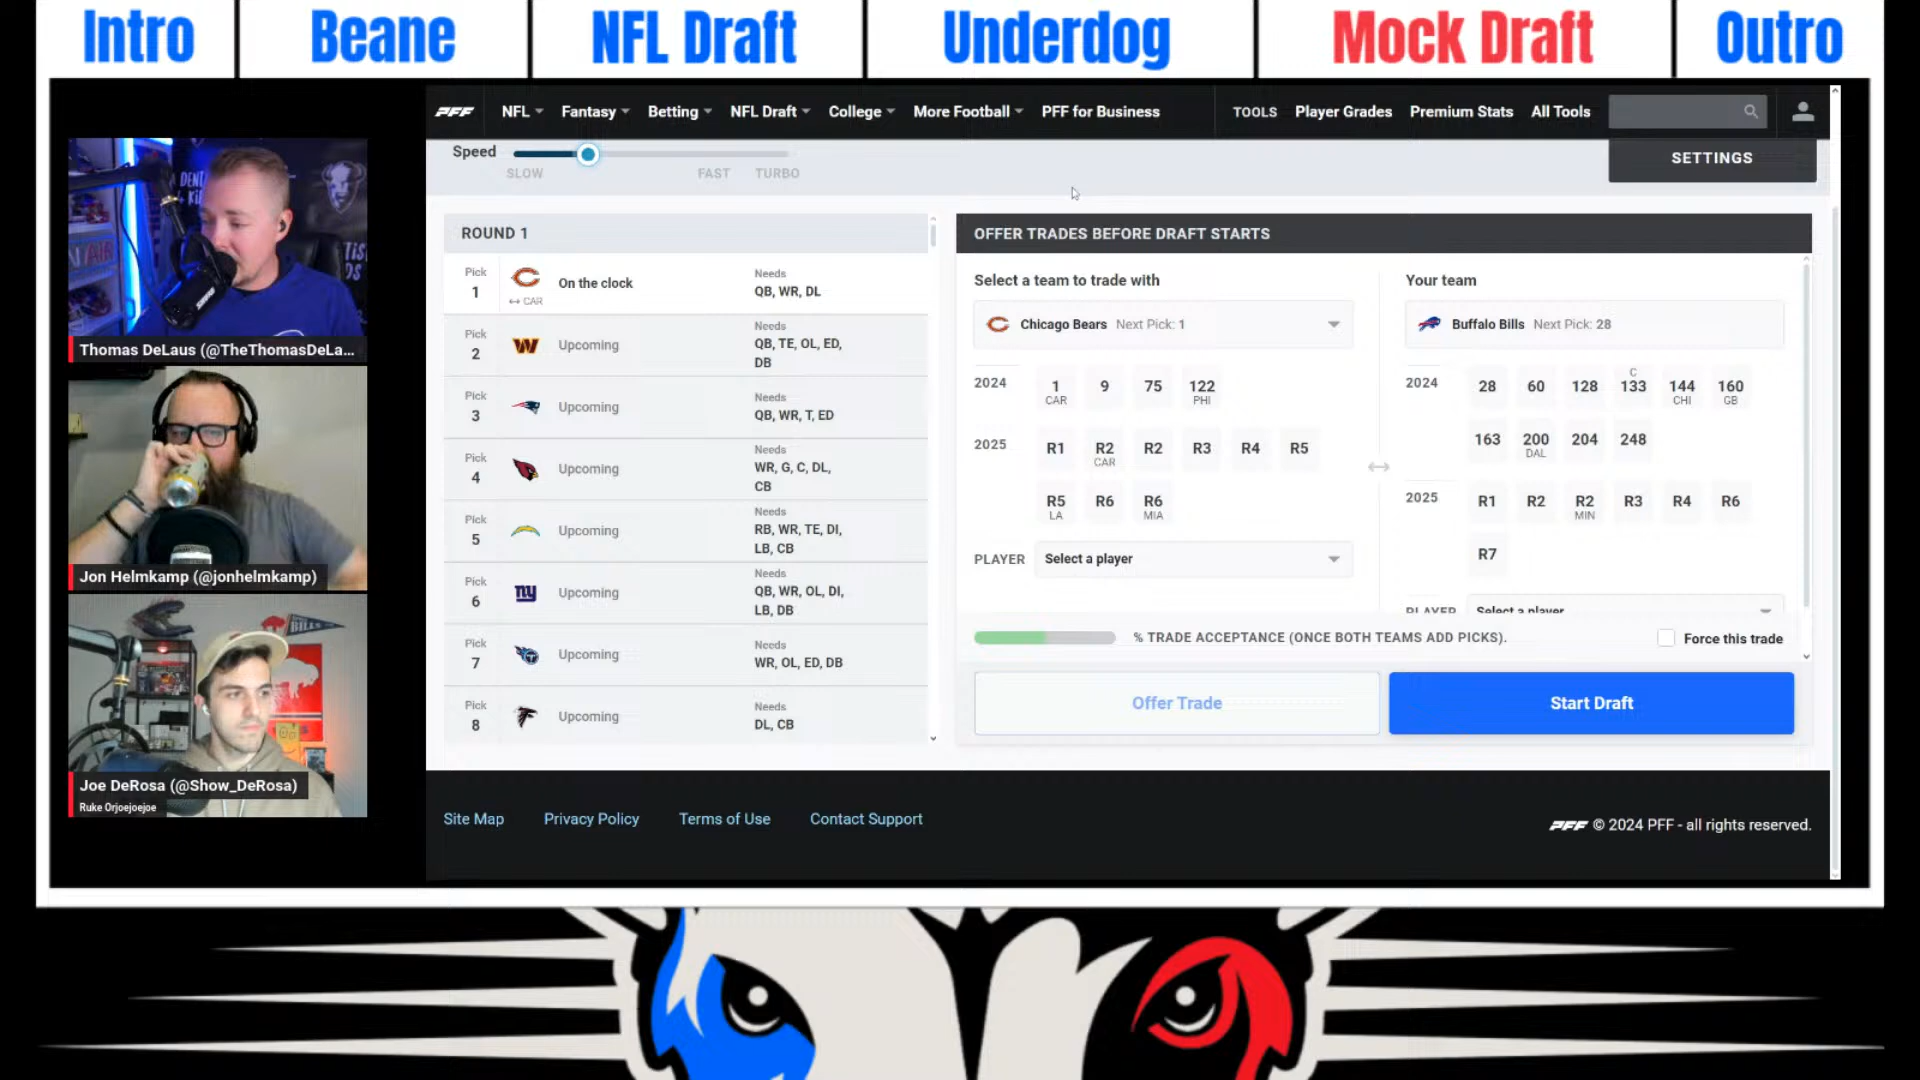 Intro Beane NFL Draft Underdog Mock Draft Outro
PFF NFL Fantasy Betting NFL Draft College More Football PFF for Business TOOLS Player Grades Premium Stats All Tools
Speed
SLOW FAST TURBO
SETTINGS
ROUND 1
Pick
1
↔ CAR
On the clock
Needs
QB, WR, DL
Pick
2
Upcoming
Needs
QB, TE, OL, ED,
DB
Pick
3
Upcoming
Needs
QB, WR, T, ED
Pick
4
Upcoming
Needs
WR, G, C, DL,
CB
Pick
5
Upcoming
Needs
RB, WR, TE, DI,
LB, CB
Pick
6
ny
Upcoming
Needs
QB, WR, OL, DI,
LB, DB
Pick
7
Upcoming
Needs
WR, OL, ED, DB
Pick
8
Upcoming
Needs
DL, CB
OFFER TRADES BEFORE DRAFT STARTS
Select a team to trade with
Chicago Bears Next Pick: 1
2024
1 9 75 122
CAR PHI
2025
R1 R2 R2 R3 R4 R5
CAR
R5 R6 R6
LA MIA
PLAYER Select a player
Your team
Buffalo Bills Next Pick: 28
2024
C
28 60 128 133 144 160
CHI GB
163 200 204 248
DAL
2025
R1 R2 R2 R3 R4 R6
MIN
R7
PLAYER Select a player
% TRADE ACCEPTANCE (ONCE BOTH TEAMS ADD PICKS).
Force this trade
Offer Trade
Start Draft
Site Map Privacy Policy Terms of Use Contact Support
PFF © 2024 PFF - all rights reserved.
Thomas DeLaus (@TheThomasDeLa...
Jon Helmkamp (@jonhelmkamp)
BILLS
Joe DeRosa (@Show_DeRosa)
Ruke Orjoejoejoe